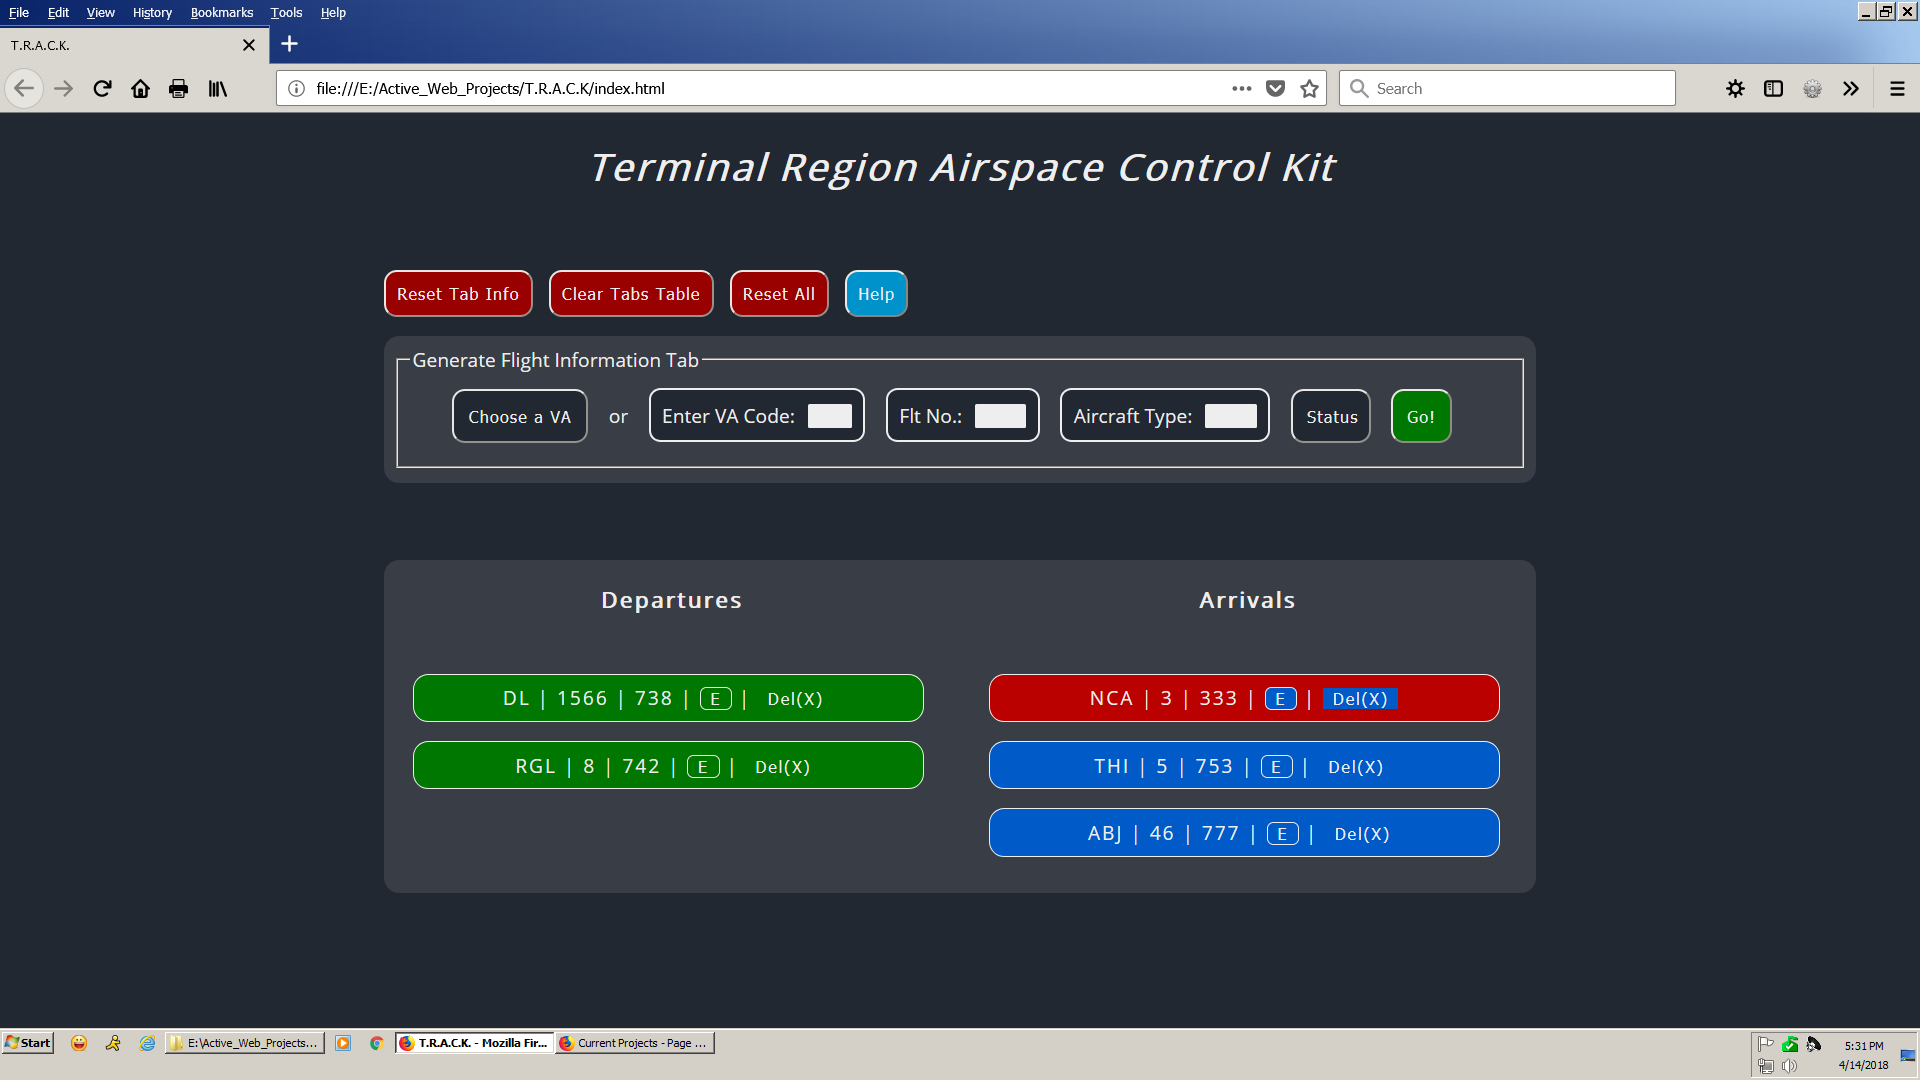 File Edit View History Bookmarks Tools Help
T.R.A.C.K.
file:///E:/Active_Web_Projects/T.R.A.C.K/index.html
Search
Terminal Region Airspace Control Kit
Reset Tab Info Clear Tabs Table Reset All Help
Generate Flight Information Tab
Choose a VA or Enter VA Code: Flt No.: Aircraft Type: Status Go!
Departures
DL | 1566 | 738 | E | Del(X)
RGL | 8 | 742 | E | Del(X)
Arrivals
NCA | 3 | 333 | E | Del(X)
THI | 5 | 753 | E | Del(X)
ABJ | 46 | 777 | E | Del(X)
Start E:\Active_Web_Projects... T.R.A.C.K. - Mozilla Fir... Current Projects - Page ...
5:31 PM
4/14/2018